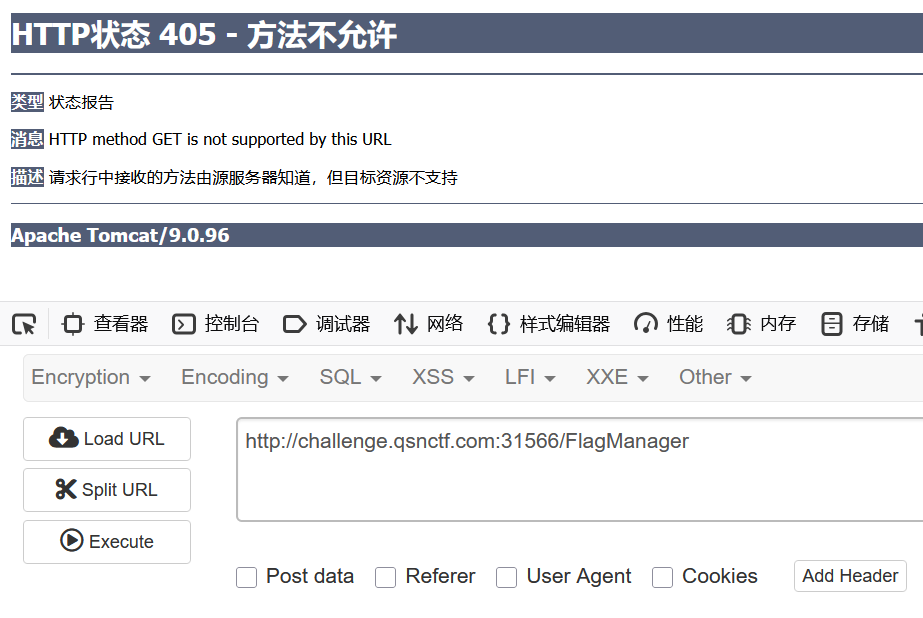 HTTP状态 405 - 方法不允许
类型 状态报告
消息 HTTP method GET is not supported by this URL
描述 请求行中接收的方法由源服务器知道，但目标资源不支持
Apache Tomcat/9.0.96
查看器 控制台 调试器 网络 样式编辑器 性能 内存 存储
Encryption Encoding SQL XSS LFI XXE Other
Load URL
http://challenge.qsnctf.com:31566/FlagManager
Split URL
Execute
Post data Referer User Agent Cookies Add Header